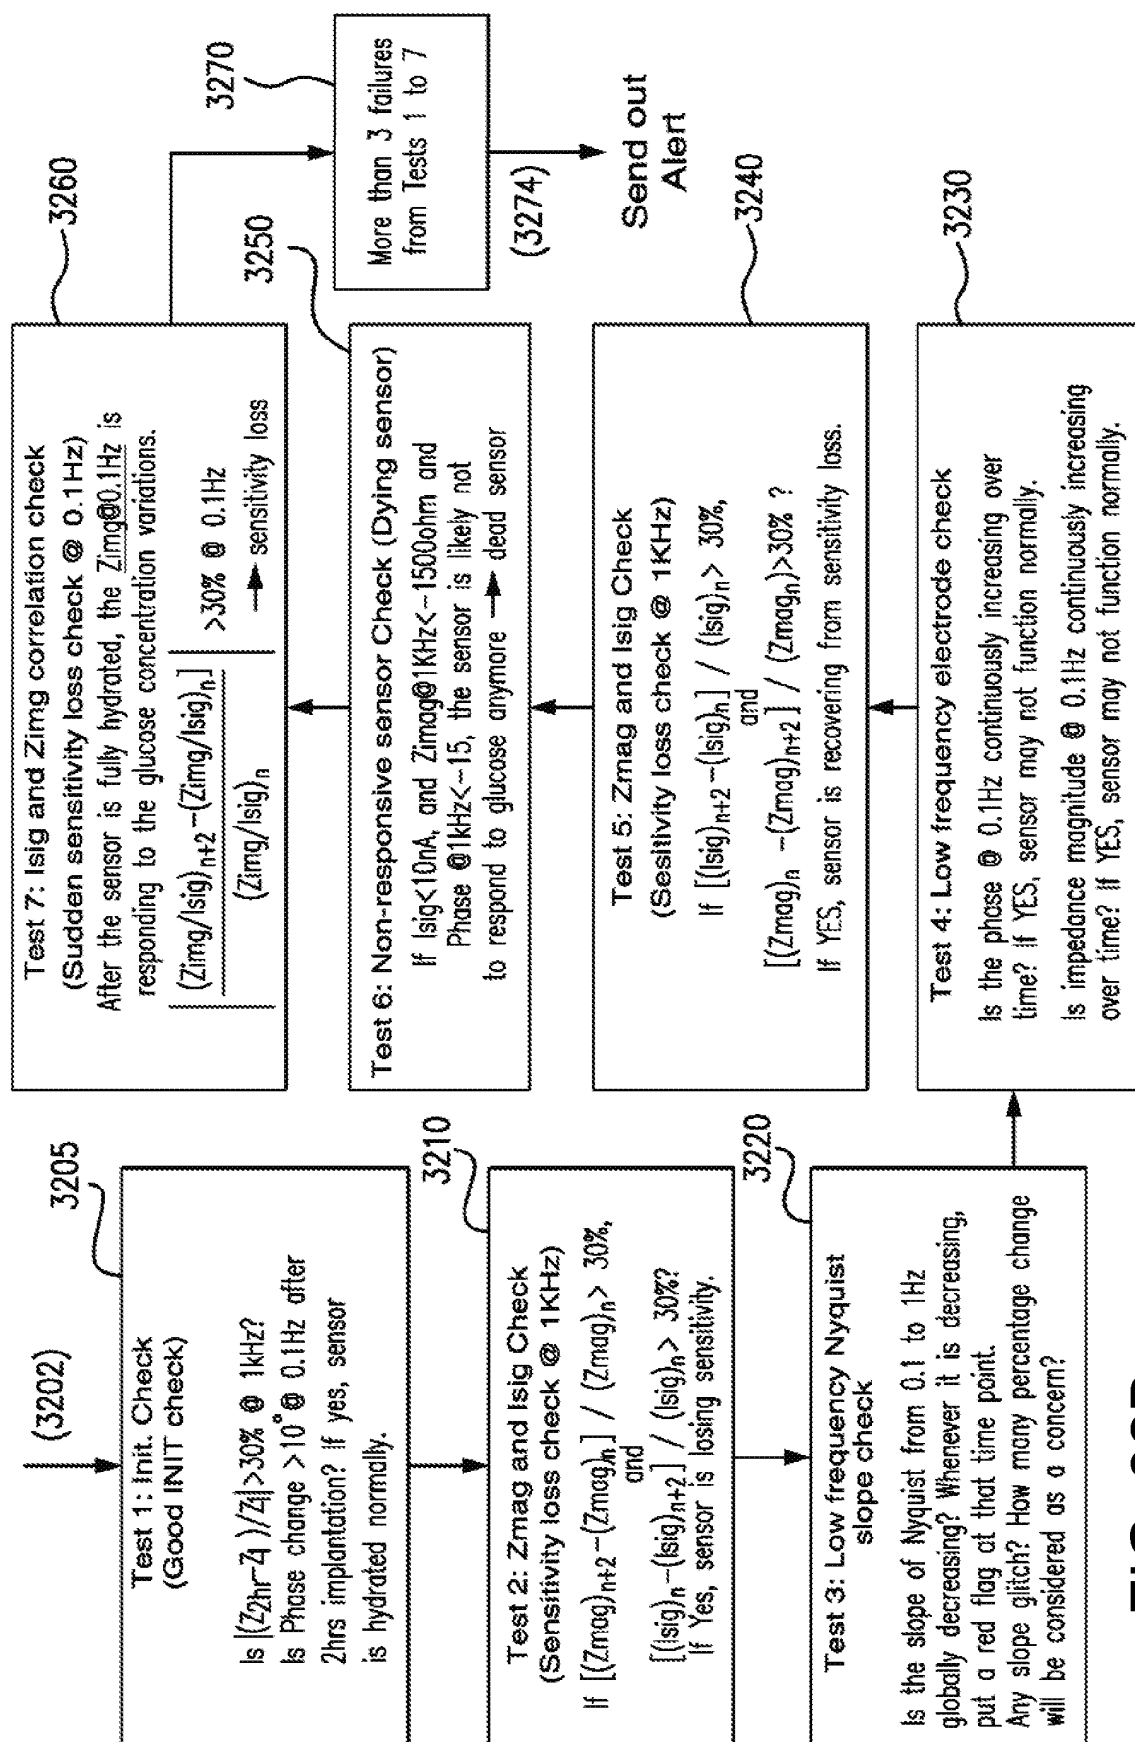 (3202)
3205
Test 1: Init. Check
(Good INIT check)
Is |(Z2hr-Zi)/Zi|>30% @ 1kHz?
Is Phase change >10° @ 0.1Hz after
2hrs implantation? If yes, sensor
is hydrated normally.
3210
Test 2: Zmag and Isig Check
(Sensitivity loss check @ 1KHz)
If [(Zmag)n+2-(Zmag)n] / (Zmag)n> 30%,
and
[(Isig)n-(Isig)n+2] / (Isig)n> 30%?
If Yes, sensor is losing sensitivity.
3220
Test 3: Low frequency Nyquist
slope check
Is the slope of Nyquist from 0.1 to 1Hz
globally decreasing? Whenever it is decreasing,
put a red flag at that time point.
Any slope glitch? How many percentage change
will be considered as a concern?
3230
Test 4: Low frequency electrode check
Is the phase @ 0.1Hz continuously increasing over
time? If YES, sensor may not function normally.
Is impedance magnitude @ 0.1Hz continuously increasing
over time? If YES, sensor may not function normally.
3240
Test 5: Zmag and Isig Check
(Sesitivity loss check @ 1KHz)
If [(Isig)n+2-(Isig)n] / (Isig)n> 30%,
and
[(Zmag)n -(Zmag)n+2] / (Zmagn)>30% ?
If YES, sensor is recovering from sensitivity loss.
3250
Test 6: Non-responsive sensor Check (Dying sensor)
If Isig<10nA, and Zimag@1KHz<-1500ohm and
Phase @1kHz<-15, the sensor is likely not
to respond to glucose anymore → dead sensor
3260
Test 7: Isig and Zimg correlation check
(Sudden sensitivity loss check @ 0.1Hz)
After the sensor is fully hydrated, the Zimg@0.1Hz is
responding to the glucose concentration variations.
|(Zimg/Isig)n+2-(Zimg/Isig)n]
(Zimg/Isig)n| >30% @ 0.1Hz
→ sensitivity loss
3270
More than 3 failures
from Tests 1 to 7
(3274)
Send out
Alert